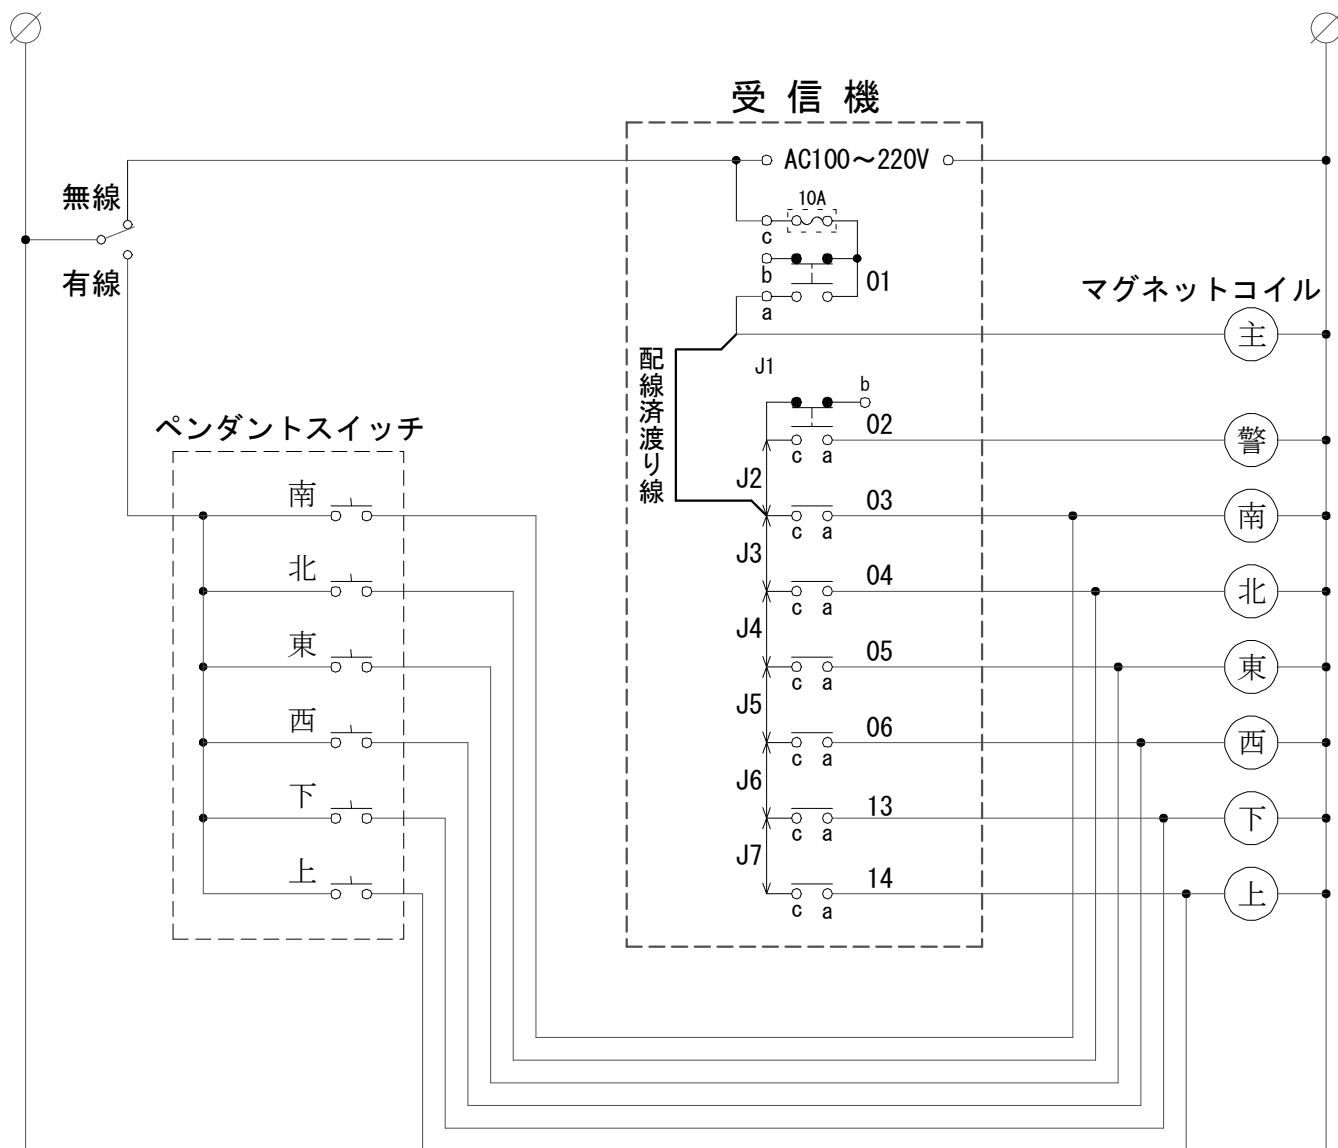 受信機
AC100～220V
無線
10A
c
b
01
有線
a
マグネットコイル
主
配線済渡り線
J1
b
02
警
ペンダントスイッチ
c a
J2
南
03
南
c a
J3
北
04
北
c a
J4
東
05
東
c a
J5
西
06
西
c a
J6
下
13
下
c a
J7
上
14
上
c a